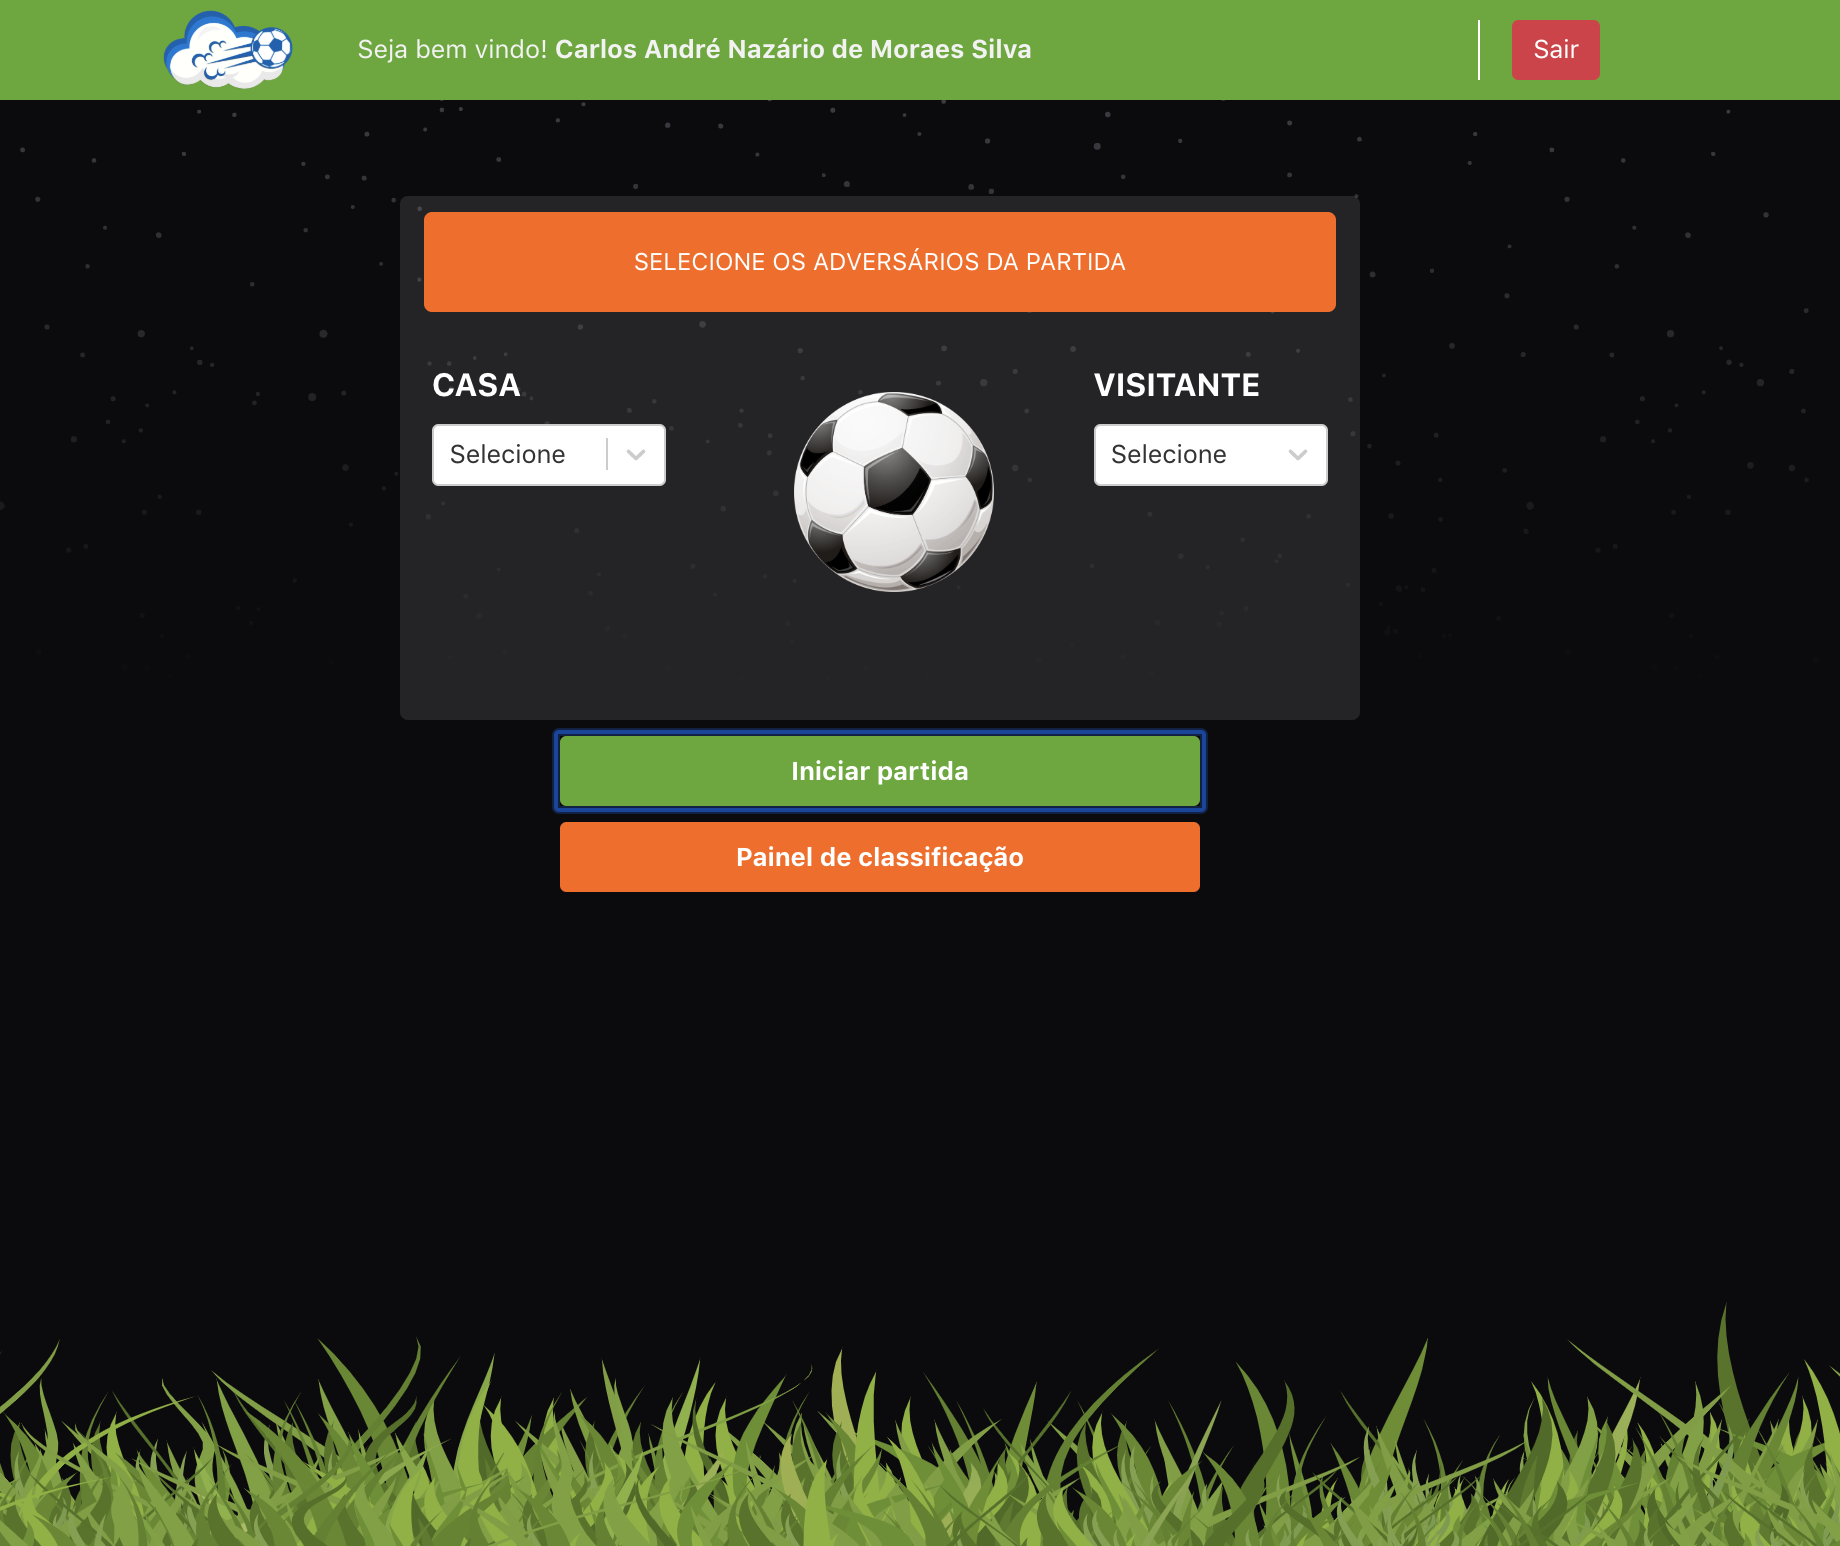 Seja bem vindo! Carlos André Nazário de Moraes Silva
Sair
SELECIONE OS ADVERSÁRIOS DA PARTIDA
CASA
VISITANTE
Selecione
Selecione
Iniciar partida
Painel de classificação